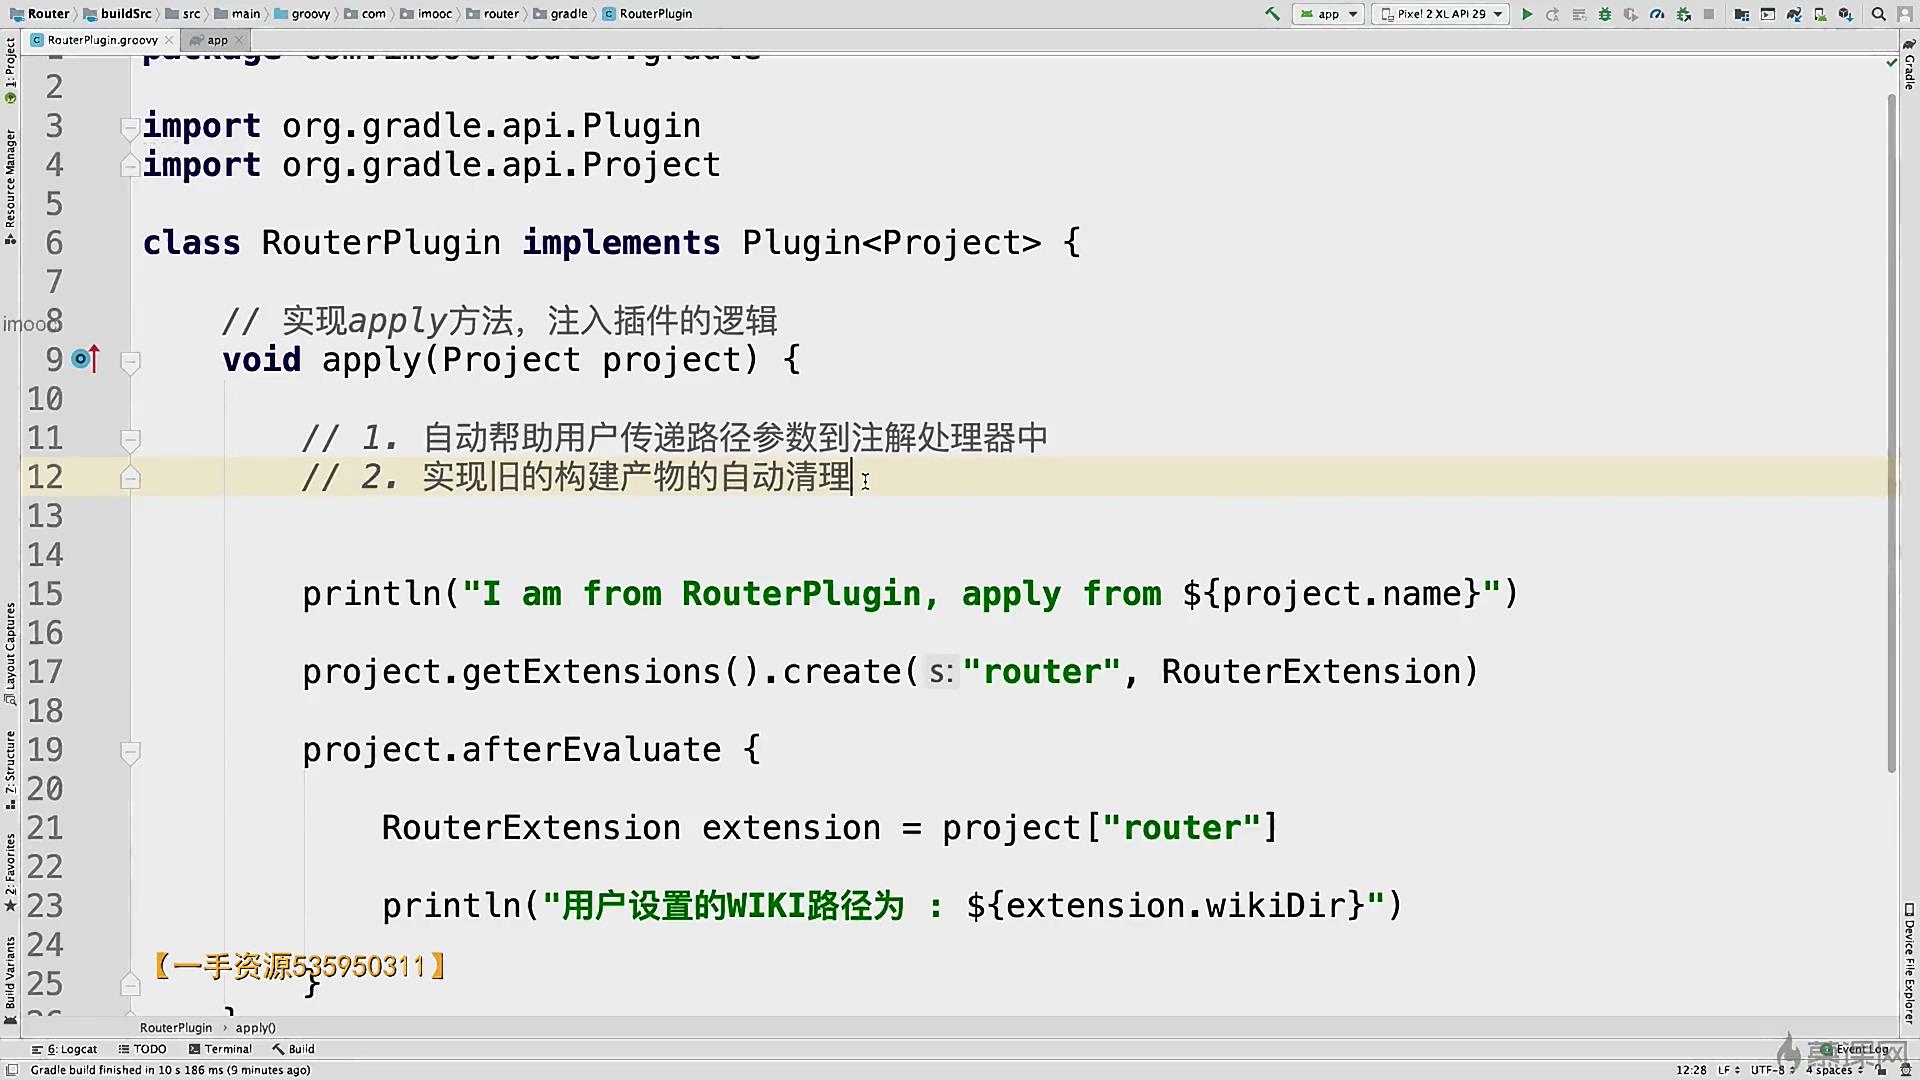 Router buildSrc src main groovy com imooc router gradle RouterPlugin
app Pixel 2 XL API 29
RouterPlugin.groovy app
1: Project
Resource Manager
Layout Captures
7: Structure
2: Favorites
Build Variants
Gradle
Device File Explorer
1 package com.imooc.router.gradle
2
3 import org.gradle.api.Plugin
4 import org.gradle.api.Project
5
6 class RouterPlugin implements Plugin<Project> {
7
8 // 实现apply方法，注入插件的逻辑
imooc
9 void apply(Project project) {
10
11 // 1. 自动帮助用户传递路径参数到注解处理器中
12 // 2. 实现旧的构建产物的自动清理
13
14
15 println("I am from RouterPlugin, apply from ${project.name}")
16
17 project.getExtensions().create( s: "router", RouterExtension)
18
19 project.afterEvaluate {
20
21 RouterExtension extension = project["router"]
22
23 println("用户设置的WIKI路径为 : ${extension.wikiDir}")
24
【一手资源535950311】
25 }
26 }
RouterPlugin › apply()
6: Logcat TODO Terminal Build Event Log
慕课网
Gradle build finished in 10 s 186 ms (9 minutes ago) 12:28 LF UTF-8 4 spaces